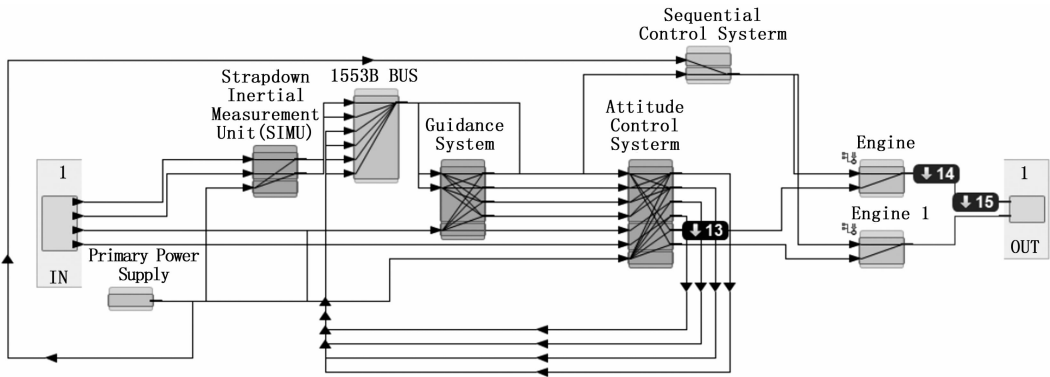 Sequential
Control Systerm
Strapdown
Inertial
Measurement
Unit(SIMU)
1553B BUS
Guidance
System
Attitude
Control
Systerm
Engine
1
14
1
15
Engine 1
13
OUT
IN
Primary Power
Supply